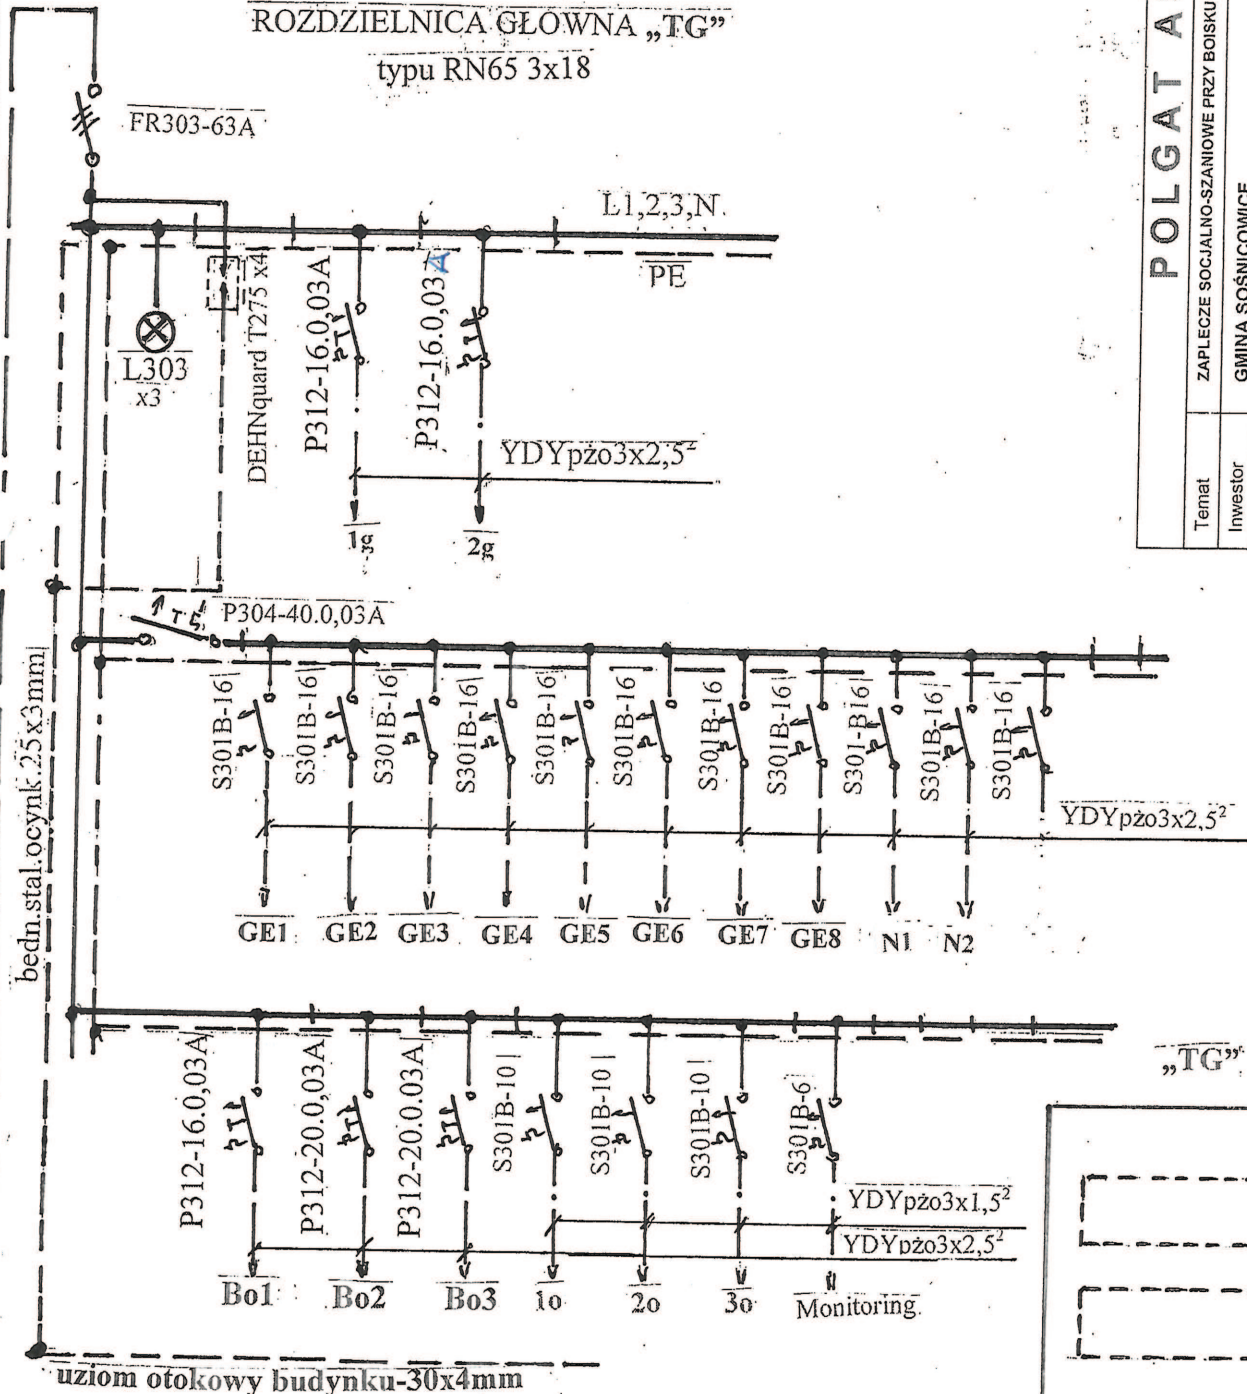 ROZDZIELNICA GŁÓWNA „TG”
typu RN65 3x18
FR303-63A
L1,2,3,N.
PE
L303
x3
DEHNquard T275 x4
P312-16.0,03A
P312-16.0,03A
YDYpżo3x2,5²
1g
2g
P304-40.0,03A
S301B-16
S301B-16
S301B-16
S301B-16
S301B-16
S301B-16
S301B-16
S301B-16
S301-B16
S301B-16
S301B-16
YDYpżo3x2,5²
GE1
GE2
GE3
GE4
GE5
GE6
GE7
GE8
N1
N2
bedn.stal.ocynk.25x3mm
P312-16.0,03A
P312-20.0,03A
P312-20.0.03A
S301B-10
S301B-10
S301B-10
S301B-6
YDYpżo3x1,5²
YDYpżo3x2,5²
Bo1
Bo2
Bo3
1o
2o
3o
Monitoring.
uziom otokowy budynku-30x4mm
„TG”
POLGAT A
Temat
ZAPLECZE SOCJALNO-SZANIOWE PRZY BOISKU
Inwestor
GMINA SOŚNICOWICE